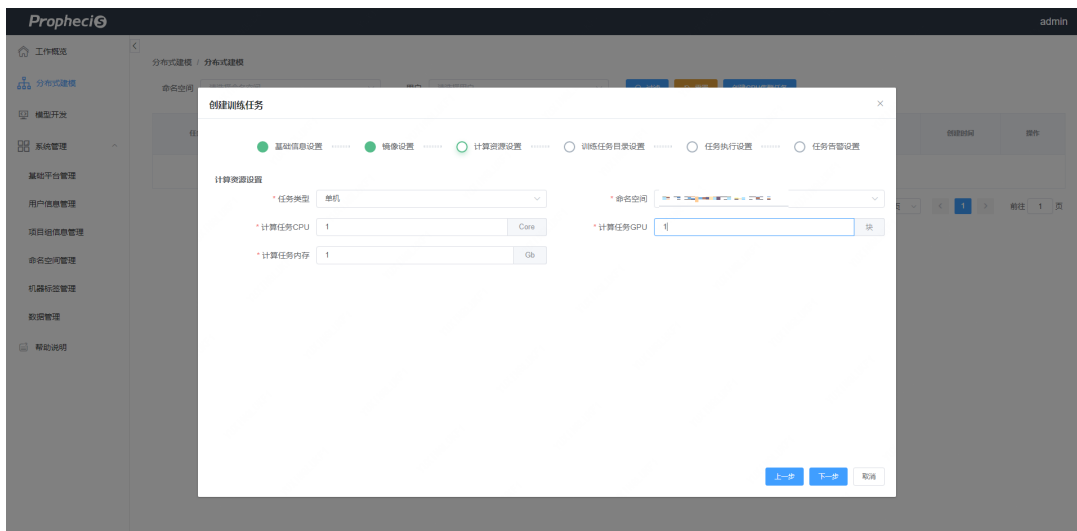 PropheciS
admin
工作概览
分布式建模
模型开发
系统管理
基础平台管理
用户信息管理
项目组信息管理
命名空间管理
机器标签管理
数据管理
帮助说明
分布式建模 / 分布式建模
命名空间
创建时间 操作
1 前往 1 页
创建训练任务
基础信息设置 镜像设置 计算资源设置 训练任务目录设置 任务执行设置 任务告警设置
计算资源设置
* 任务类型 单机 * 命名空间
* 计算任务CPU 1 Core * 计算任务GPU 1 块
* 计算任务内存 1 Gb
上一步 下一步 取消